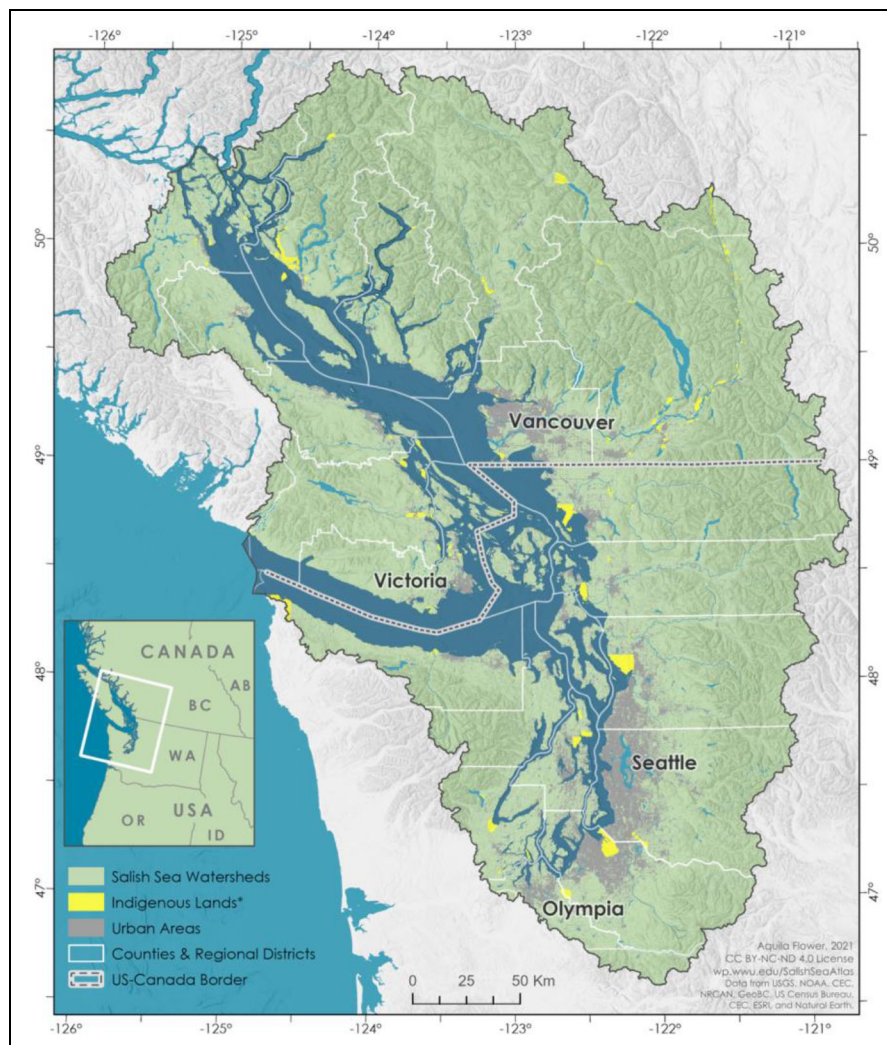 -126°
-125°
-124°
-123°
-122°
-121°
50°
50°
Vancouver
49°
49°
Victoria
48°
48°
CANADA
BC
AB
WA
USA
OR
ID
Seattle
47°
47°
Olympia
Salish Sea Watersheds
Indigenous Lands*
Urban Areas
Counties & Regional Districts
US-Canada Border
0 25 50 Km
Aquila Flower, 2021
CC BY-NC-ND 4.0 License
wp.wwu.edu/SalishSeaAtlas
Data from USGS, NOAA, CEC,
NRCAN, GeoBC, US Census Bureau,
CEC, ESRI, and Natural Earth.
-126°
-125°
-124°
-123°
-122°
-121°